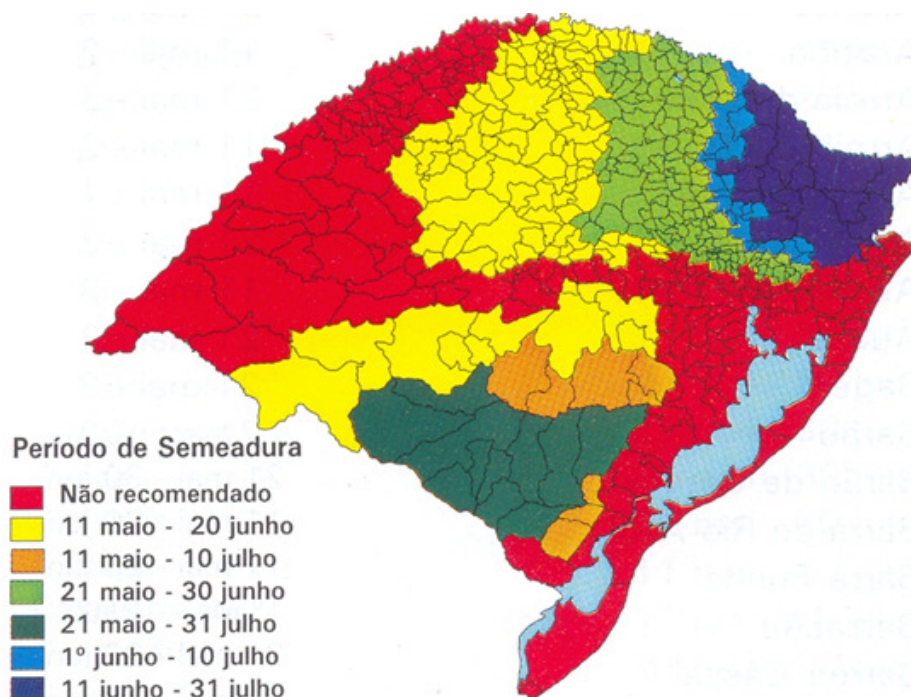 Período de Semeadura
Não recomendado
11 maio - 20 junho
11 maio - 10 julho
21 maio - 30 junho
21 maio - 31 julho
1º junho - 10 julho
11 junho - 31 julho